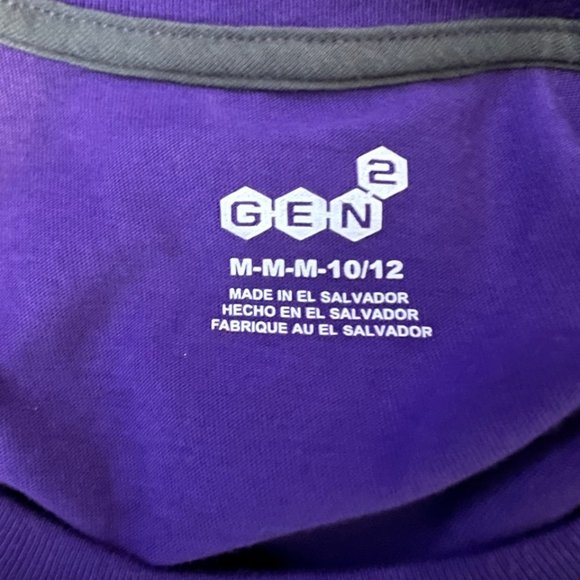 GEN2
M-M-M-10/12
MADE IN EL SALVADOR
HECHO EN EL SALVADOR
FABRIQUE AU EL SALVADOR